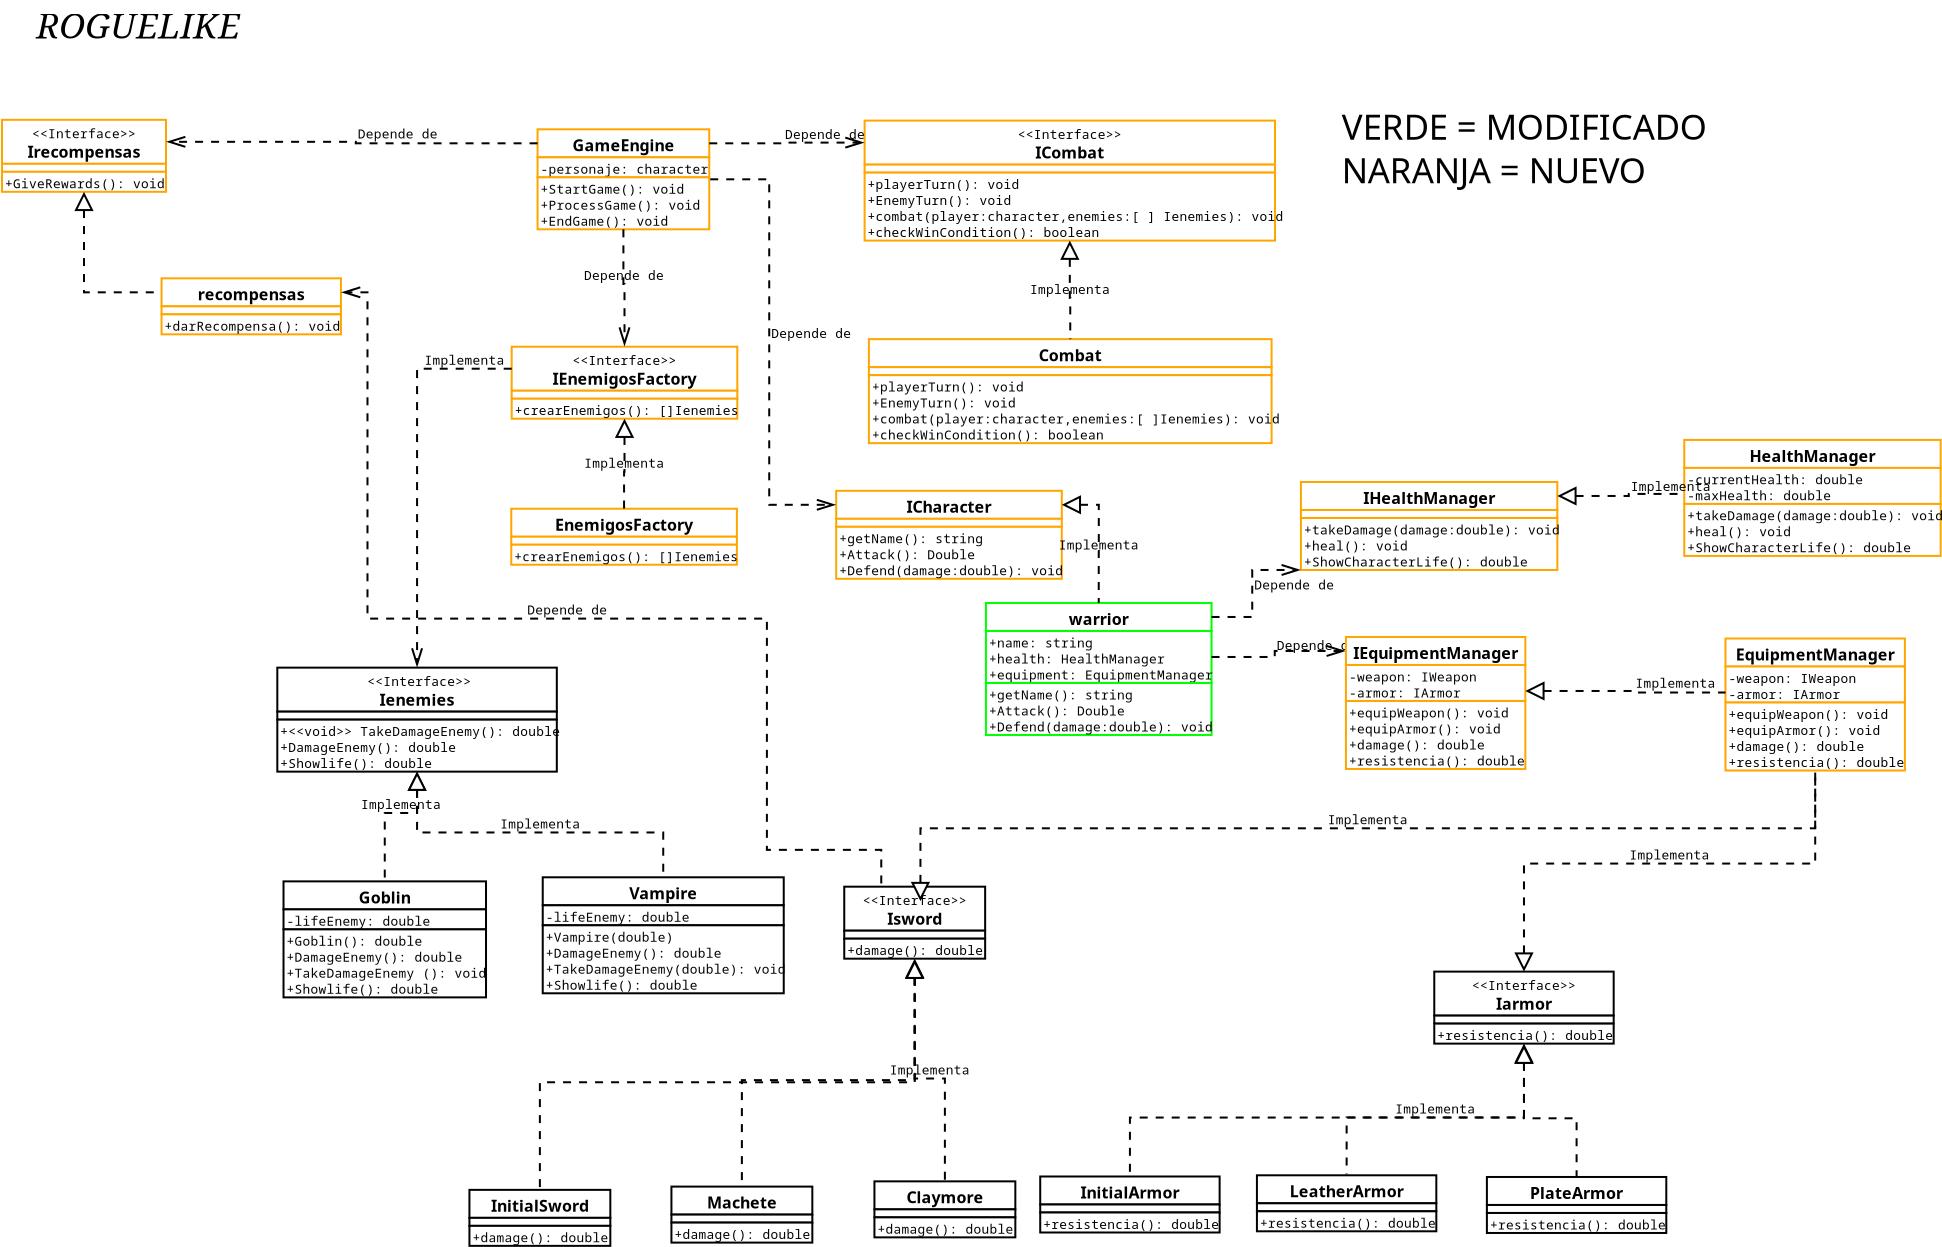 ROGUELIKE
VERDE = MODIFICADO
NARANJA = NUEVO
<<Interface>>
Irecompensas
+GiveRewards(): void
Depende de
GameEngine
-personaje: character
+StartGame(): void
+ProcessGame(): void
+EndGame(): void
Depende de
<<Interface>>
ICombat
+playerTurn(): void
+EnemyTurn(): void
+combat(player:character,enemies:[ ] Ienemies): void
+checkWinCondition(): boolean
recompensas
+darRecompensa(): void
Depende de
Implementa
Depende de
Implementa
<<Interface>>
IEnemigosFactory
+crearEnemigos(): []Ienemies
Combat
+playerTurn(): void
+EnemyTurn(): void
+combat(player:character,enemies:[ ]Ienemies): void
+checkWinCondition(): boolean
Implementa
EnemigosFactory
+crearEnemigos(): []Ienemies
ICharacter
+getName(): string
+Attack(): Double
+Defend(damage:double): void
Implementa
IHealthManager
+takeDamage(damage:double): void
+heal(): void
+ShowCharacterLife(): double
Implementa
HealthManager
-currentHealth: double
-maxHealth: double
+takeDamage(damage:double): void
+heal(): void
+ShowCharacterLife(): double
Depende de
Depende de
warrior
+name: string
+health: HealthManager
+equipment: EquipmentManager
+getName(): string
+Attack(): Double
+Defend(damage:double): void
Depende d
IEquipmentManager
-weapon: IWeapon
-armor: IArmor
+equipWeapon(): void
+equipArmor(): void
+damage(): double
+resistencia(): double
Implementa
EquipmentManager
-weapon: IWeapon
-armor: IArmor
+equipWeapon(): void
+equipArmor(): void
+damage(): double
+resistencia(): double
<<Interface>>
Ienemies
+<<void>> TakeDamageEnemy(): double
+DamageEnemy(): double
+Showlife(): double
Implementa
Implementa
Implementa
Implementa
Goblin
-lifeEnemy: double
+Goblin(): double
+DamageEnemy(): double
+TakeDamageEnemy (): void
+Showlife(): double
Vampire
-lifeEnemy: double
+Vampire(double)
+DamageEnemy(): double
+TakeDamageEnemy(double): void
+Showlife(): double
<<Interface>>
Isword
+damage(): double
<<Interface>>
Iarmor
+resistencia(): double
Implementa
Implementa
InitialSword
+damage(): double
Machete
+damage(): double
Claymore
+damage(): double
InitialArmor
+resistencia(): double
LeatherArmor
+resistencia(): double
PlateArmor
+resistencia(): double